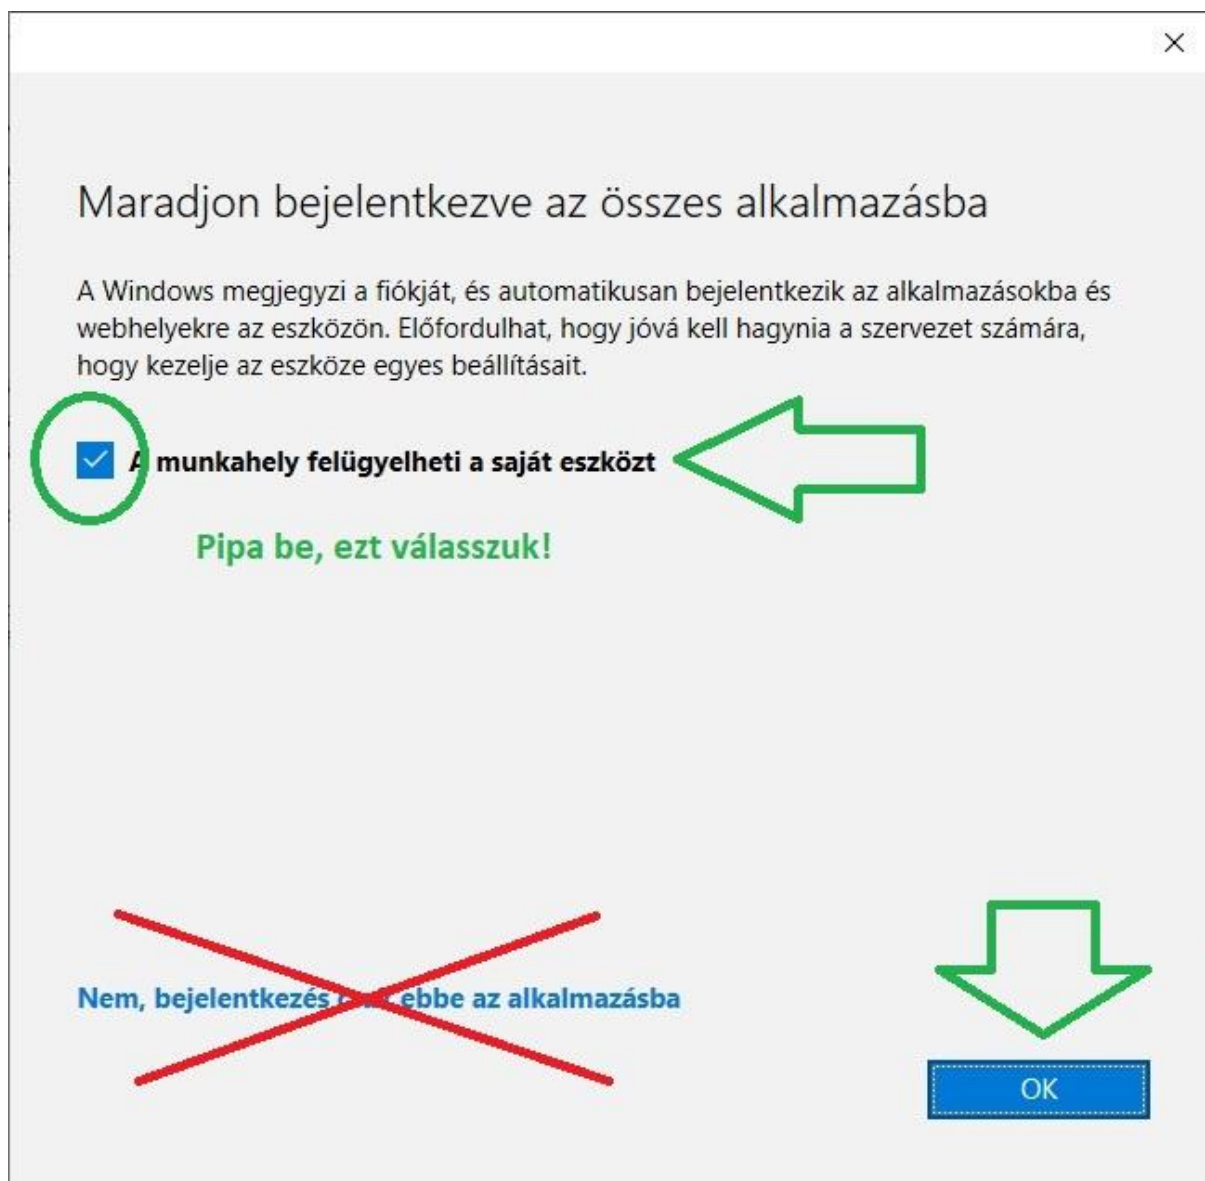 Maradjon bejelentkezve az összes alkalmazásba
A Windows megjegyzi a fiókját, és automatikusan bejelentkezik az alkalmazásokba és
webhelyekre az eszközön. Előfordulhat, hogy jóvá kell hagynia a szervezet számára,
hogy kezelje az eszköze egyes beállításait.
A munkahely felügyelheti a saját eszközt
Pipa be, ezt válasszuk!
Nem, bejelentkezés ebbe az alkalmazásba
OK